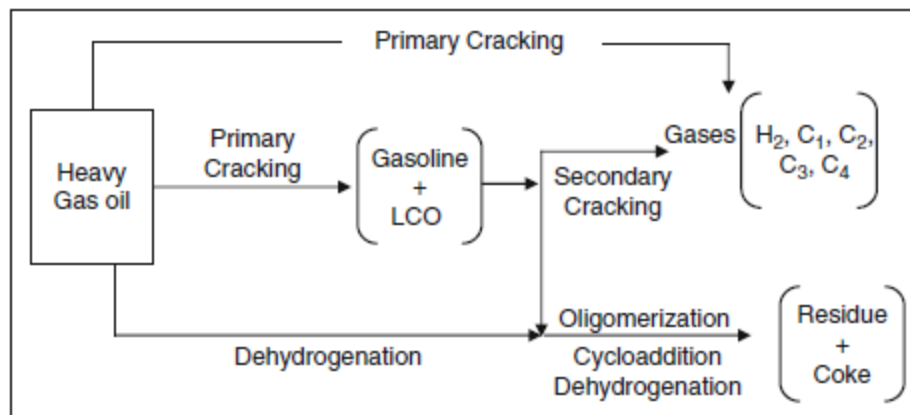 Primary Cracking
Heavy
Gas oil
Primary
Cracking
Gasoline
+
LCO
Gases
H₂, C₁, C₂,
C₃, C₄
Secondary
Cracking
Dehydrogenation
Oligomerization
Cycloaddition
Dehydrogenation
Residue
+
Coke